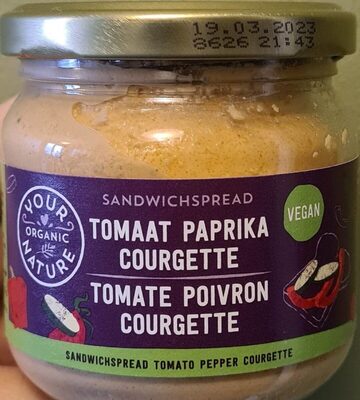 19.03.2023
8626 21:43
SANDWICHSPREAD
YOUR
ORGANIC
NATURE
VEGAN
TOMAAT PAPRIKA
COURGETTE
TOMATE POIVRON
COURGETTE
SANDWICHSPREAD TOMATO PEPPER COURGETTE